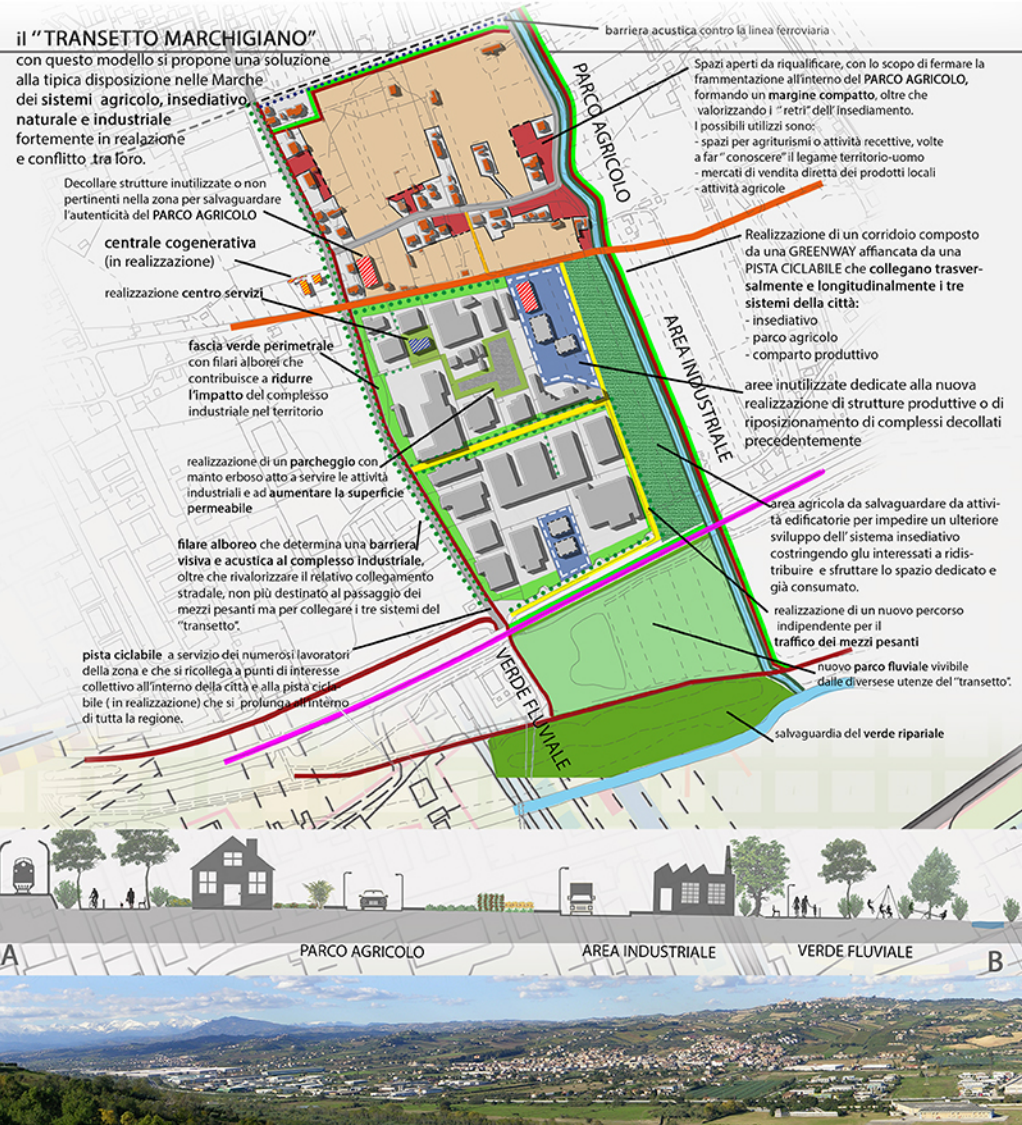 il "TRANSETTO MARCHIGIANO"
con questo modello si propone una soluzione
alla tipica disposizione nelle Marche
dei sistemi agricolo, insediativo,
naturale e industriale
fortemente in realazione
e conflitto tra loro.
barriera acustica contro la linea ferroviaria
Spazi aperti da riqualificare, con lo scopo di fermare la
frammentazione all'interno del PARCO AGRICOLO,
formando un margine compatto, oltre che
valorizzando i "retri" dell'insediamento.
I possibili utilizzi sono:
- spazi per agriturismi o attività recettive, volte
a far "conoscere" il legame territorio-uomo
- mercati di vendita diretta dei prodotti locali
- attività agricole
PARCO AGRICOLO
Decollare strutture inutilizzate o non
pertinenti nella zona per salvaguardare
l'autenticità del PARCO AGRICOLO
centrale cogenerativa
(in realizzazione)
realizzazione centro servizi
Realizzazione di un corridoio composto
da una GREENWAY affiancata da una
PISTA CICLABILE che collegano trasver-
salmente e longitudinalmente i tre
sistemi della città:
- insediativo
- parco agricolo
- comparto produttivo
AREA INDUSTRIALE
fascia verde perimetrale
con filari alborei che
contribuisce a ridurre
l'impatto del complesso
industriale nel territorio
aree inutilizzate dedicate alla nuova
realizzazione di strutture produttive o di
riposizionamento di complessi decollati
precedentemente
realizzazione di un parcheggio con
manto erboso atto a servire le attività
industriali e ad aumentare la superficie
permeabile
area agricola da salvaguardare da attivi-
tà edificatorie per impedire un ulteriore
sviluppo dell' sistema insediativo
costringendo glu interessati a ridis-
tribuire e sfruttare lo spazio dedicato e
già consumato.
filare alboreo che determina una barriera
visiva e acustica al complesso industriale,
oltre che rivalorizzare il relativo collegamento
stradale, non più destinato al passaggio dei
mezzi pesanti ma per collegare i tre sistemi del
"transetto".
realizzazione di un nuovo percorso
indipendente per il
traffico dei mezzi pesanti
pista ciclabile a servizio dei numerosi lavoratori
della zona e che si ricollega a punti di interesse
collettivo all'interno della città e alla pista cicla-
bile ( in realizzazione) che si prolunga all'interno
di tutta la regione.
VERDE FLUVIALE
nuovo parco fluviale vivibile
dalle diversese utenze del "transetto".
salvaguardia del verde ripariale
A
PARCO AGRICOLO
AREA INDUSTRIALE
VERDE FLUVIALE
B